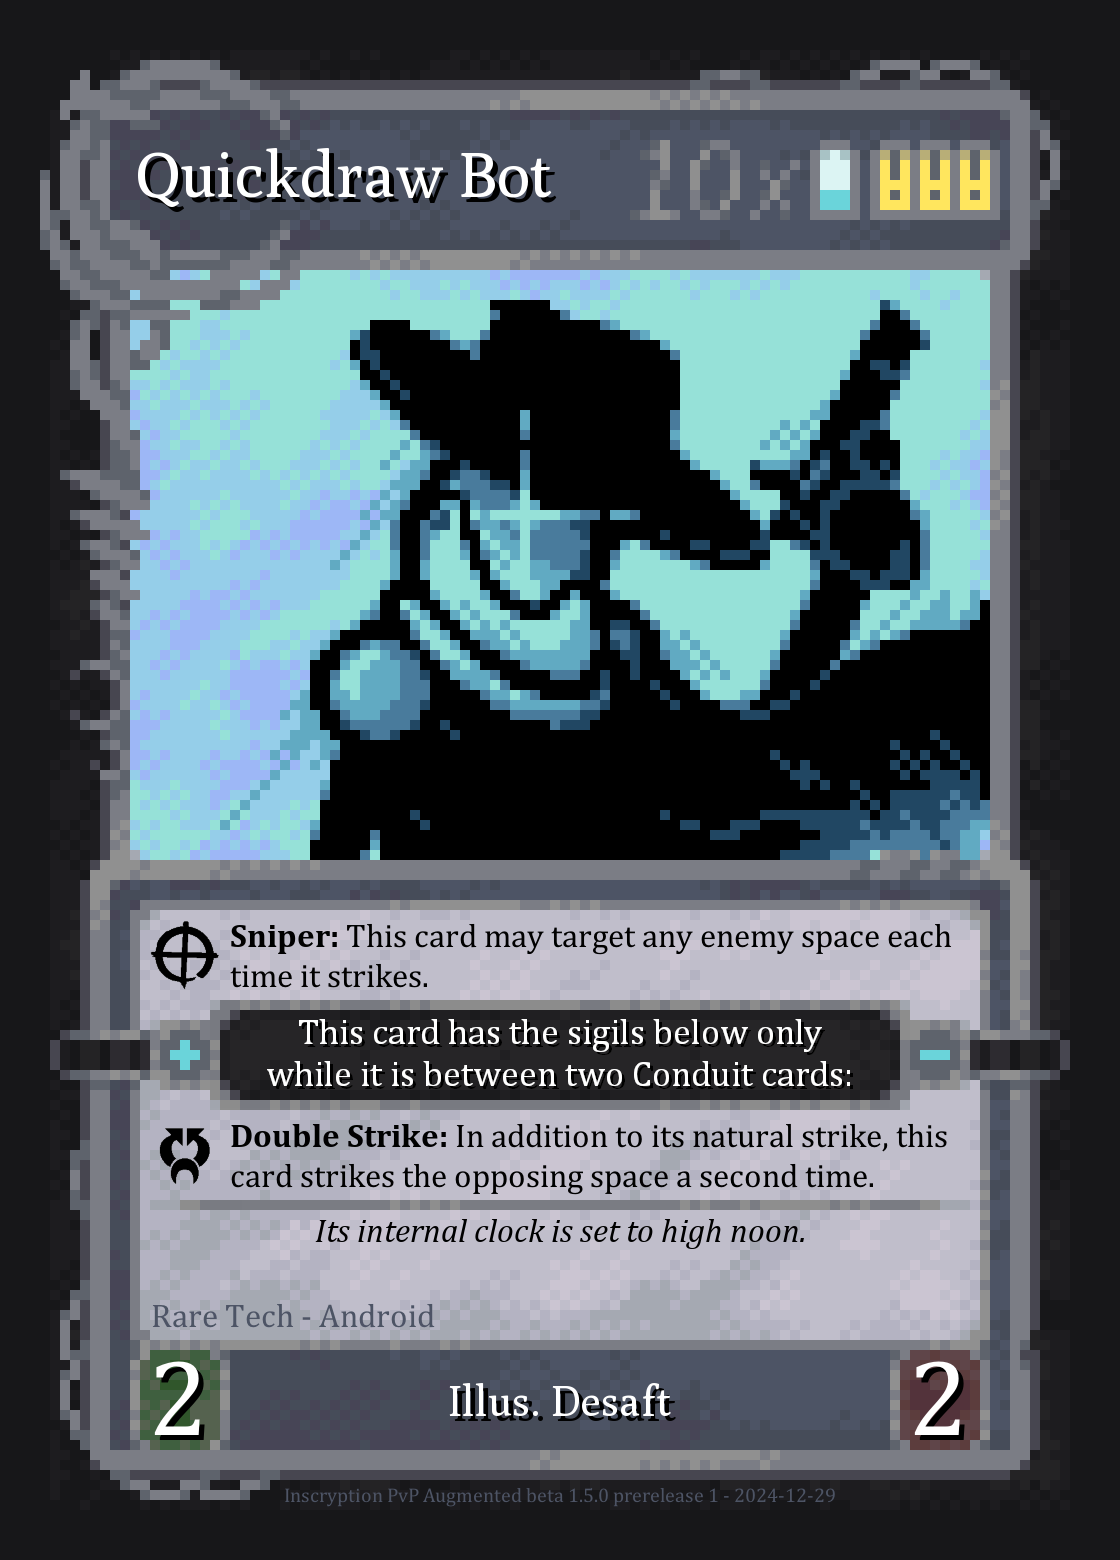 Quickdraw Bot 10x
Sniper: This card may target any enemy space each
time it strikes.
This card has the sigils below only
while it is between two Conduit cards:
Double Strike: In addition to its natural strike, this
card strikes the opposing space a second time.
Its internal clock is set to high noon.
Rare Tech - Android
2 Illus. Desaft 2
Inscryption PvP Augmented beta 1.5.0 prerelease 1 - 2024-12-29